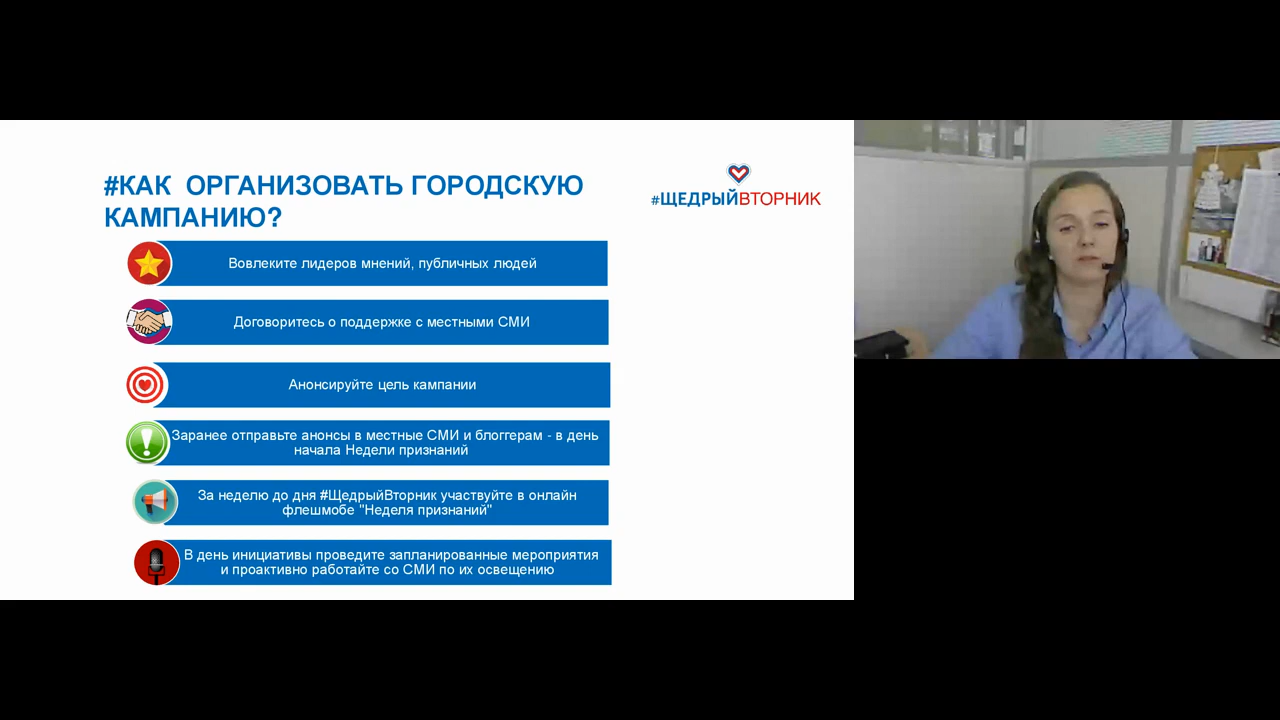 #КАК ОРГАНИЗОВАТЬ ГОРОДСКУЮ
КАМПАНИЮ?
#ЩЕДРЫЙВТОРНИК
Вовлеките лидеров мнений, публичных людей
Договоритесь о поддержке с местными СМИ
Анонсируйте цель кампании
Заранее отправьте анонсы в местные СМИ и блоггерам - в день
начала Недели признаний
За неделю до дня #ЩедрыйВторник участвуйте в онлайн
флешмобе "Неделя признаний"
В день инициативы проведите запланированные мероприятия
и проактивно работайте со СМИ по их освещению